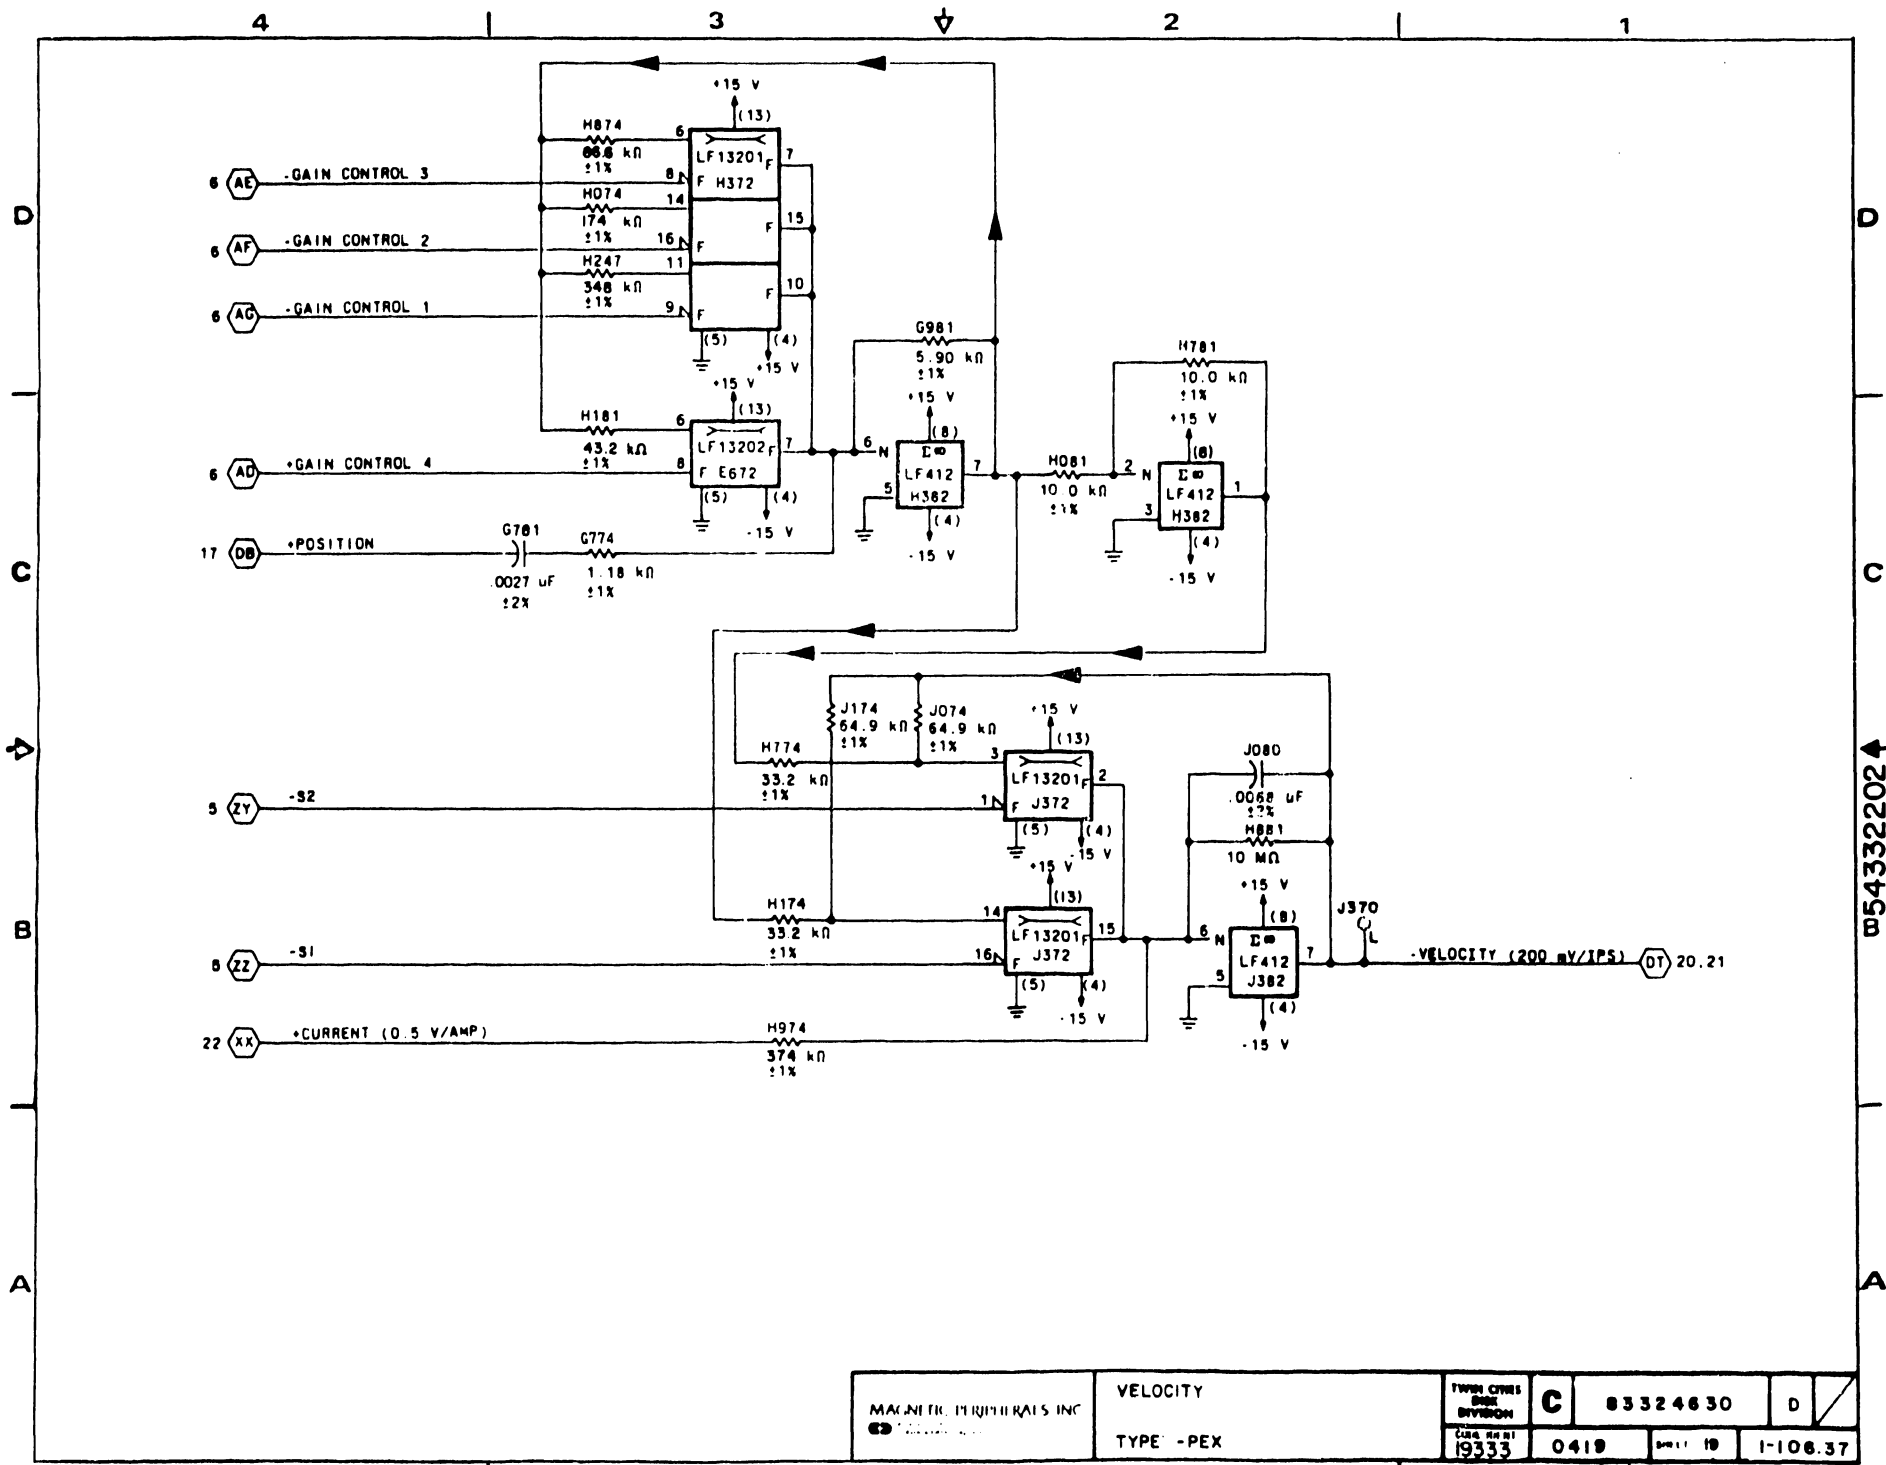 4 3 2 1
+15 V
(13)
H874
86.6 kΩ
±1%
6
LF13201 F
7
6 AE -GAIN CONTROL 3
8 F H372
H074 14
174 kΩ
±1%
F 15
6 AF -GAIN CONTROL 2
16 F
H247 11
348 kΩ
±1%
F 10
6 AG -GAIN CONTROL 1
9 F
(5) (4)
+15 V
+15 V
(13)
H181
43.2 kΩ
±1%
6
LF13202 F
7
6 AD +GAIN CONTROL 4
8 F E672
(5) (4)
-15 V
G981
5.90 kΩ
±1%
+15 V
(8)
6 N
Σ∞
LF412
H382
7
5
(4)
-15 V
H781
10.0 kΩ
±1%
+15 V
(8)
H081
10.0 kΩ
±1%
2 N
Σ∞
LF412
H382
1
3
(4)
-15 V
17 DB +POSITION
G781
.0027 uF
±2%
G774
1.18 kΩ
±1%
J174
64.9 kΩ
±1%
J074
64.9 kΩ
±1%
+15 V
(13)
H774
33.2 kΩ
±1%
3
LF13201 F
2
5 ZY -S2
1 F J372
(5) (4)
-15 V
+15 V
(13)
H174
33.2 kΩ
±1%
14
LF13201 F
15
ZZ -S1
16 F J372
(5) (4)
-15 V
22 XX +CURRENT (0.5 V/AMP)
H974
374 kΩ
±1%
J080
.0068 uF
±2%
H881
10 MΩ
+15 V
(8)
6 N
Σ∞
LF412
J382
7
5
(4)
-15 V
J370
L
-VELOCITY (200 mV/IPS) DT 20.21
D C B A
D C B A
B54332202
MAGNETIC PERIPHERALS INC
VELOCITY
TYPE -PEX
TWIN CITIES
DISK
DIVISION
C 83324630 D
CODE IDENT
19333
0419
SHEET 19
1-106.37